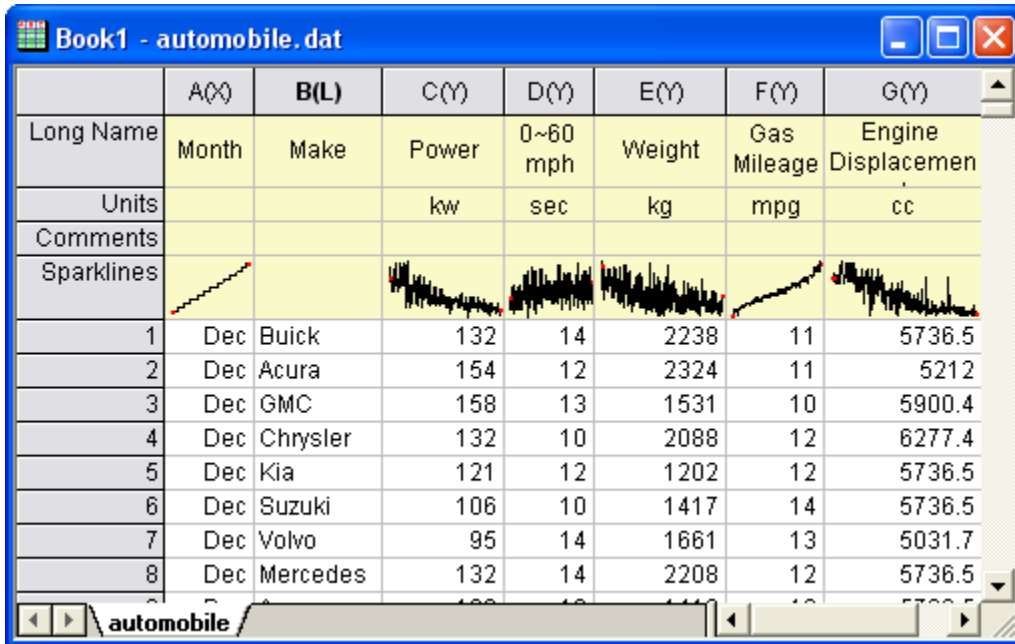 Book1 - automobile.dat
A(X) B(L) C(Y) D(Y) E(Y) F(Y) G(Y)
Long Name Month Make Power 0~60 mph Weight Gas Mileage Engine Displacemen
Units kw sec kg mpg cc
Comments
Sparklines
1 Dec Buick 132 14 2238 11 5736.5
2 Dec Acura 154 12 2324 11 5212
3 Dec GMC 158 13 1531 10 5900.4
4 Dec Chrysler 132 10 2088 12 6277.4
5 Dec Kia 121 12 1202 12 5736.5
6 Dec Suzuki 106 10 1417 14 5736.5
7 Dec Volvo 95 14 1661 13 5031.7
8 Dec Mercedes 132 14 2208 12 5736.5
automobile